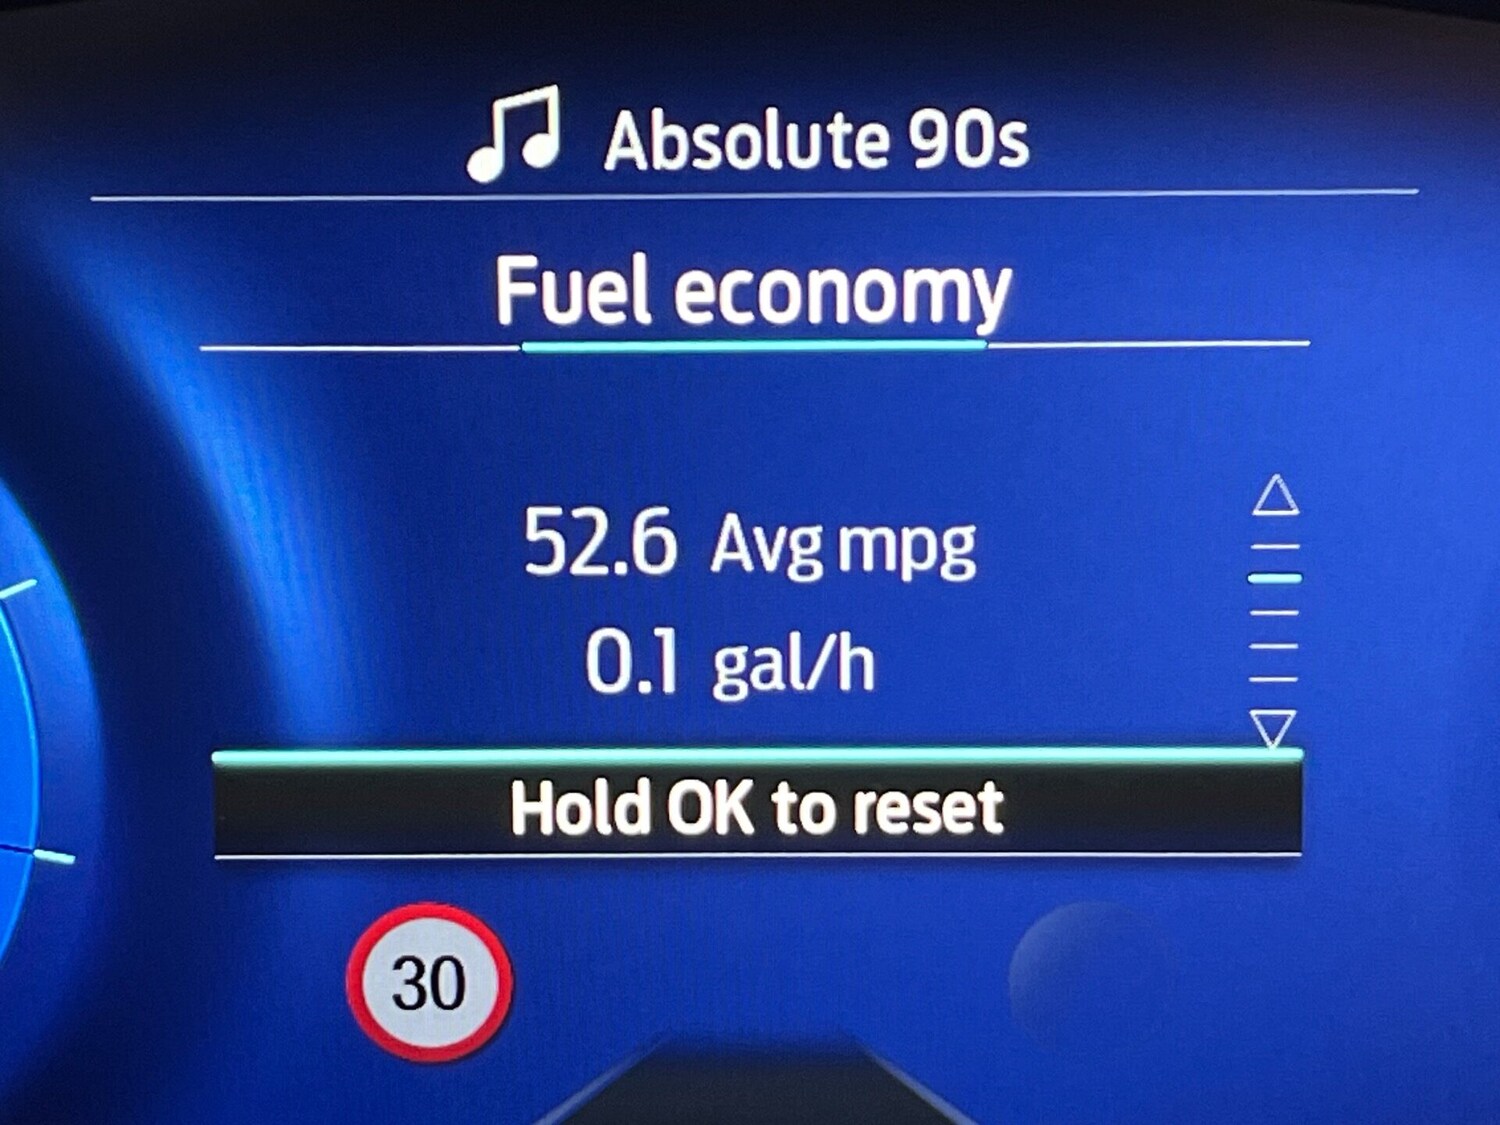 Absolute 90s
Fuel economy
52.6 Avg mpg
0.1 gal/h
Hold OK to reset
30